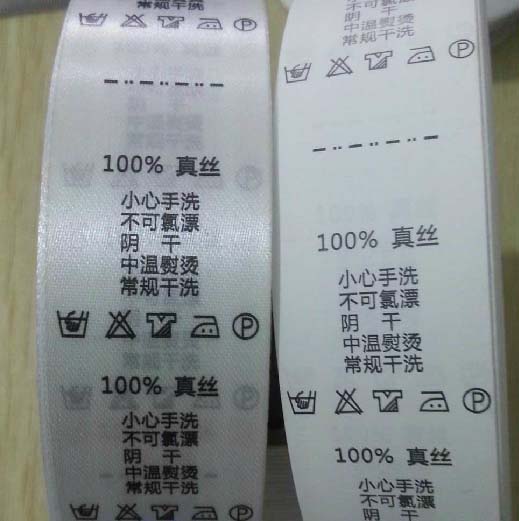 常规干洗
100% 真丝
小心手洗
不可氯漂
阴 干
中温熨烫
常规干洗
100% 真丝
小心手洗
不可氯漂
阴 干
中温熨烫
常规干洗
不可氯漂
阴 干
中温熨烫
常规干洗
100% 真丝
小心手洗
不可氯漂
阴 干
中温熨烫
常规干洗
100% 真丝
小心手洗
不可氯漂
阴 干